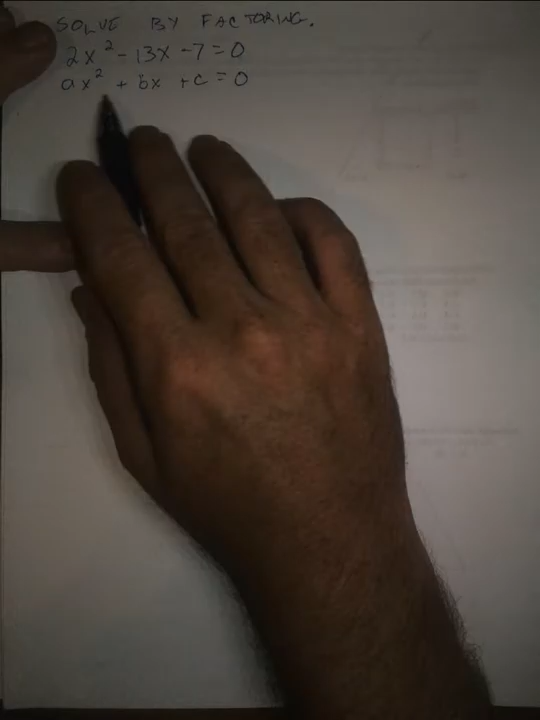 SOLVE BY FACTORING.
2x² - 13x - 7 = 0
ax² + bx + c = 0